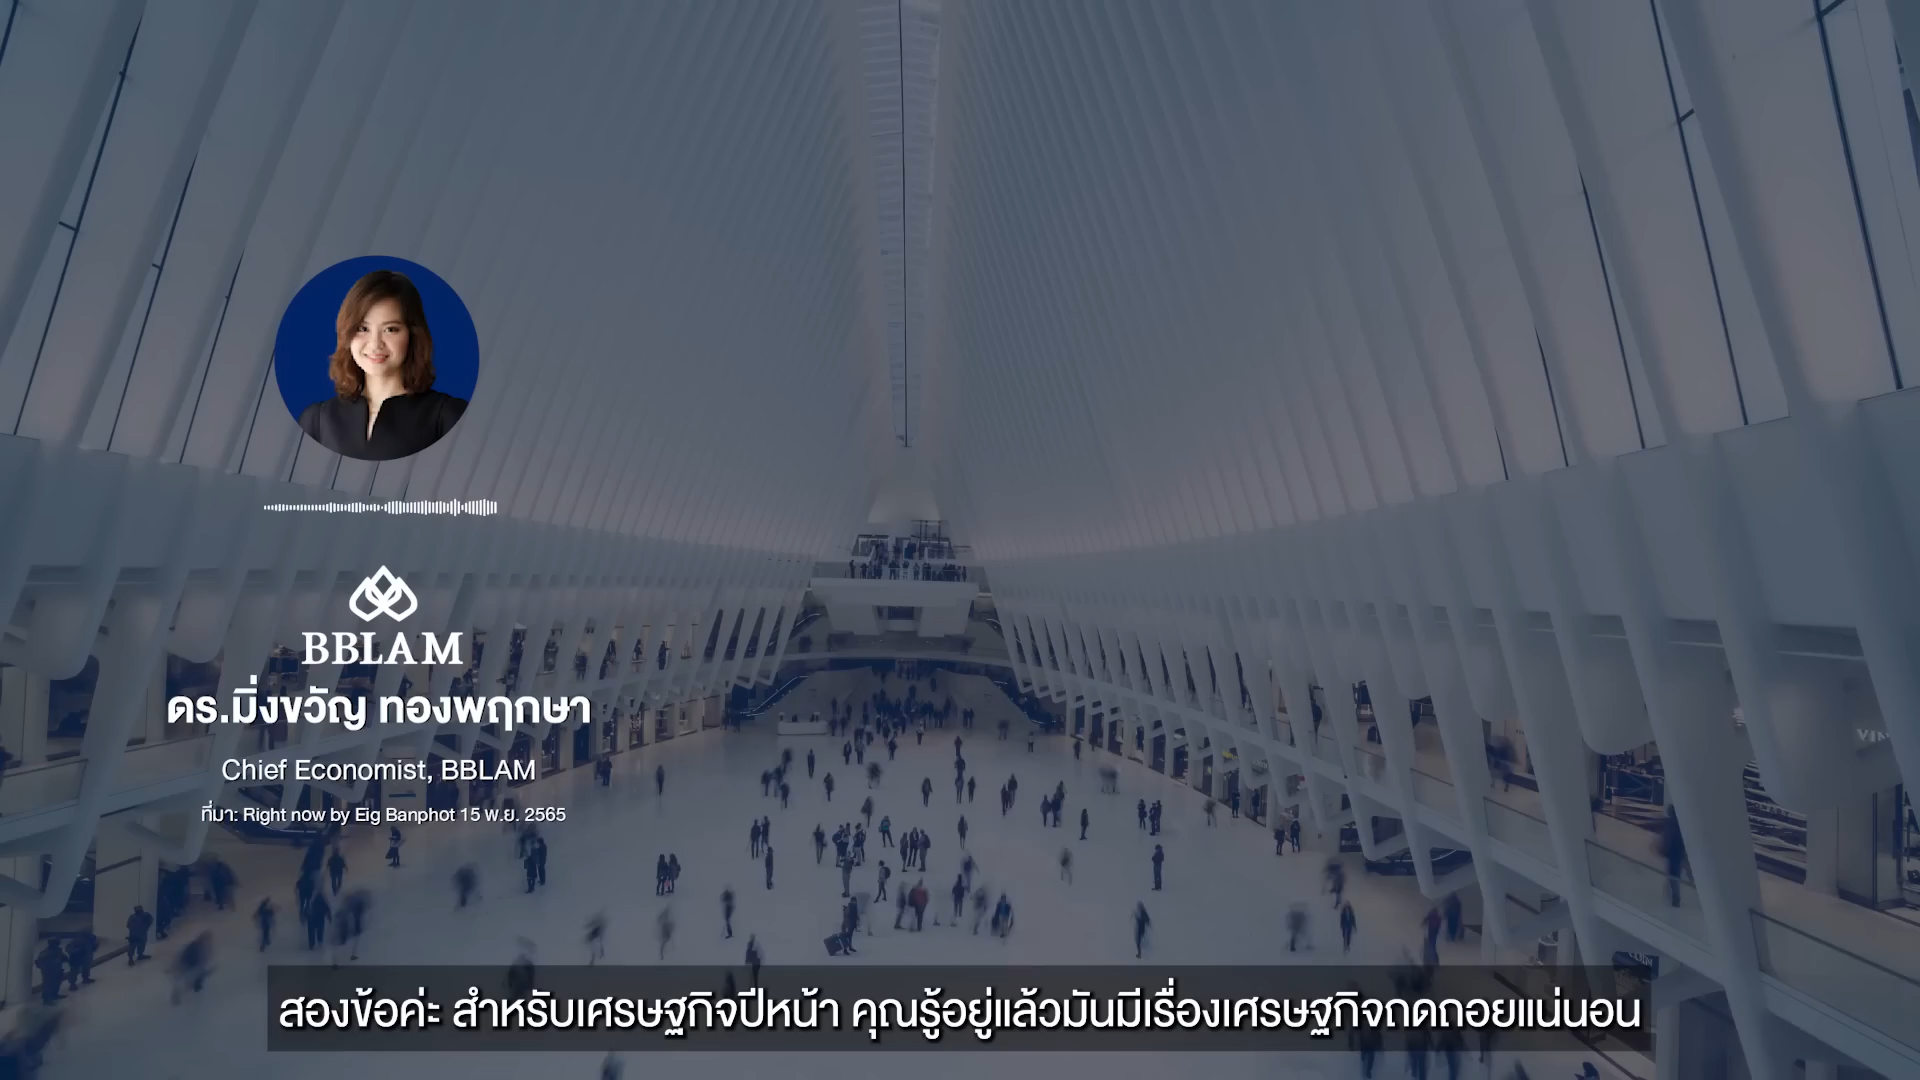 BBLAM
ดร.มิ่งขวัญ ทองพฤกษา
Chief Economist, BBLAM
ที่มา: Right now by Eig Banphot 15 พ.ย. 2565
สองข้อค่ะ สำหรับเศรษฐกิจปีหน้า คุณรู้อยู่แล้วมันมีเรื่องเศรษฐกิจถดถอยแน่นอน